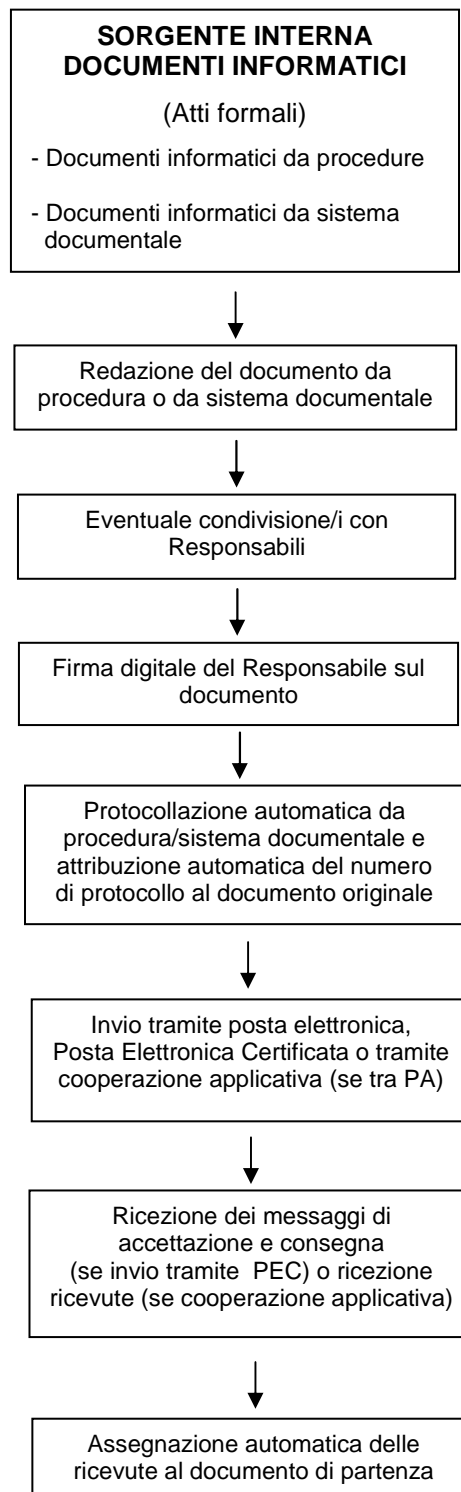 SORGENTE INTERNA
DOCUMENTI INFORMATICI
(Atti formali)
- Documenti informatici da procedure
- Documenti informatici da sistema
documentale
Redazione del documento da
procedura o da sistema documentale
Eventuale condivisione/i con
Responsabili
Firma digitale del Responsabile sul
documento
Protocollazione automatica da
procedura/sistema documentale e
attribuzione automatica del numero
di protocollo al documento originale
Invio tramite posta elettronica,
Posta Elettronica Certificata o tramite
cooperazione applicativa (se tra PA)
Ricezione dei messaggi di
accettazione e consegna
(se invio tramite PEC) o ricezione
ricevute (se cooperazione applicativa)
Assegnazione automatica delle
ricevute al documento di partenza